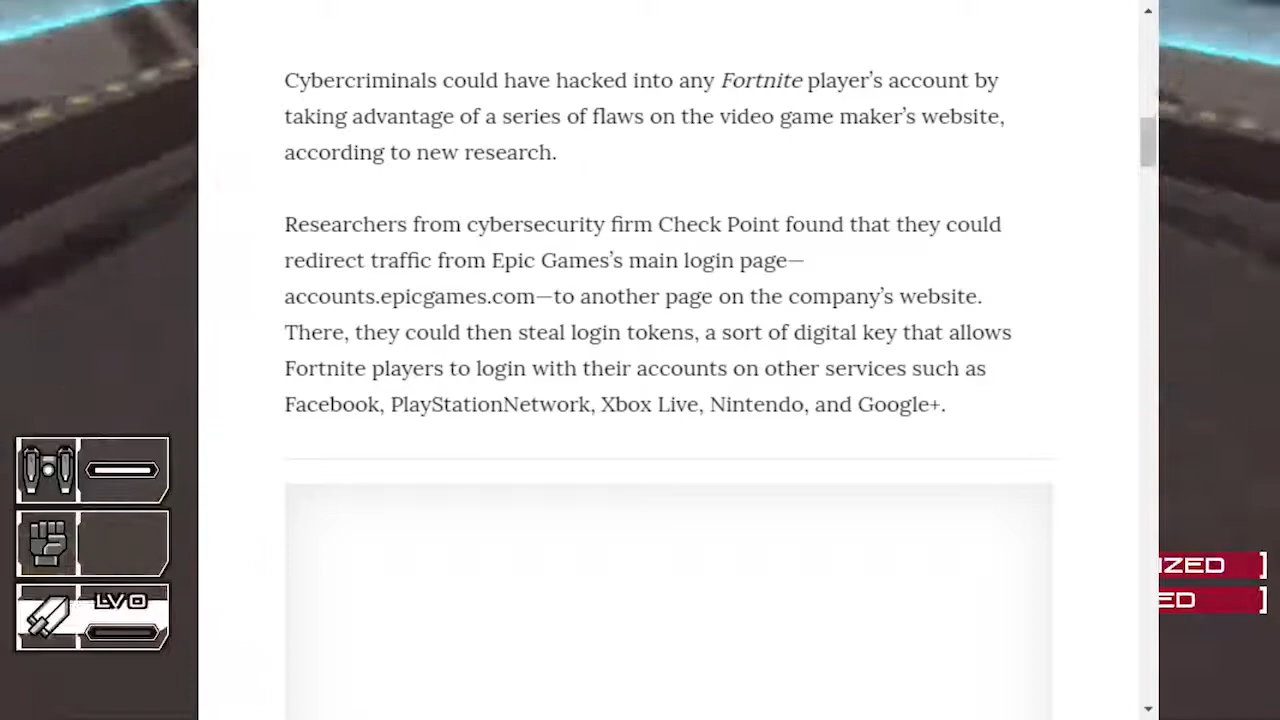 Cybercriminals could have hacked into any Fortnite player’s account by
taking advantage of a series of flaws on the video game maker’s website,
according to new research.
Researchers from cybersecurity firm Check Point found that they could
redirect traffic from Epic Games’s main login page—
accounts.epicgames.com—to another page on the company’s website.
There, they could then steal login tokens, a sort of digital key that allows
Fortnite players to login with their accounts on other services such as
Facebook, PlayStationNetwork, Xbox Live, Nintendo, and Google+.
LV0
IZED ]
ED ]